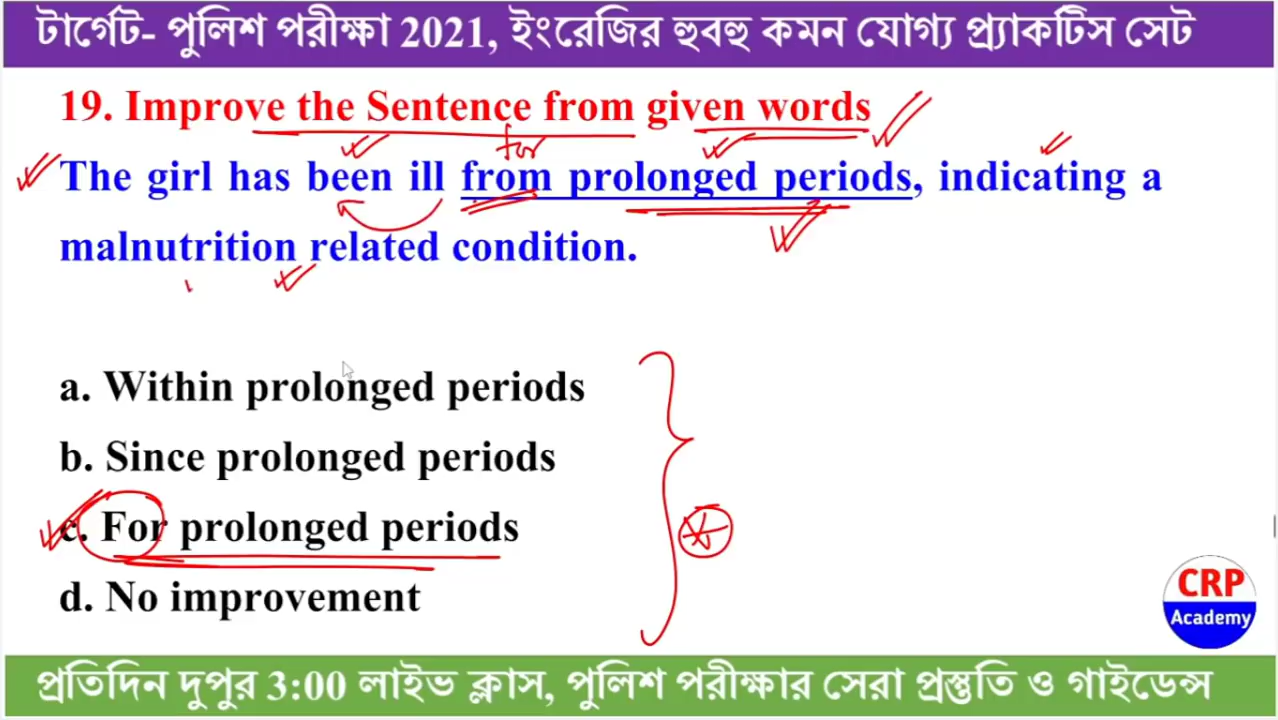 টার্গেট- পুলিশ পরীক্ষা 2021, ইংরেজির হুবহু কমন যোগ্য প্র্যাকটিস সেট
19. Improve the Sentence from given words
for
The girl has been ill from prolonged periods, indicating a
malnutrition related condition.
a. Within prolonged periods
b. Since prolonged periods
c. For prolonged periods
d. No improvement
CRP
Academy
প্রতিদিন দুপুর 3:00 লাইভ ক্লাস, পুলিশ পরীক্ষার সেরা প্রস্তুতি ও গাইডেন্স